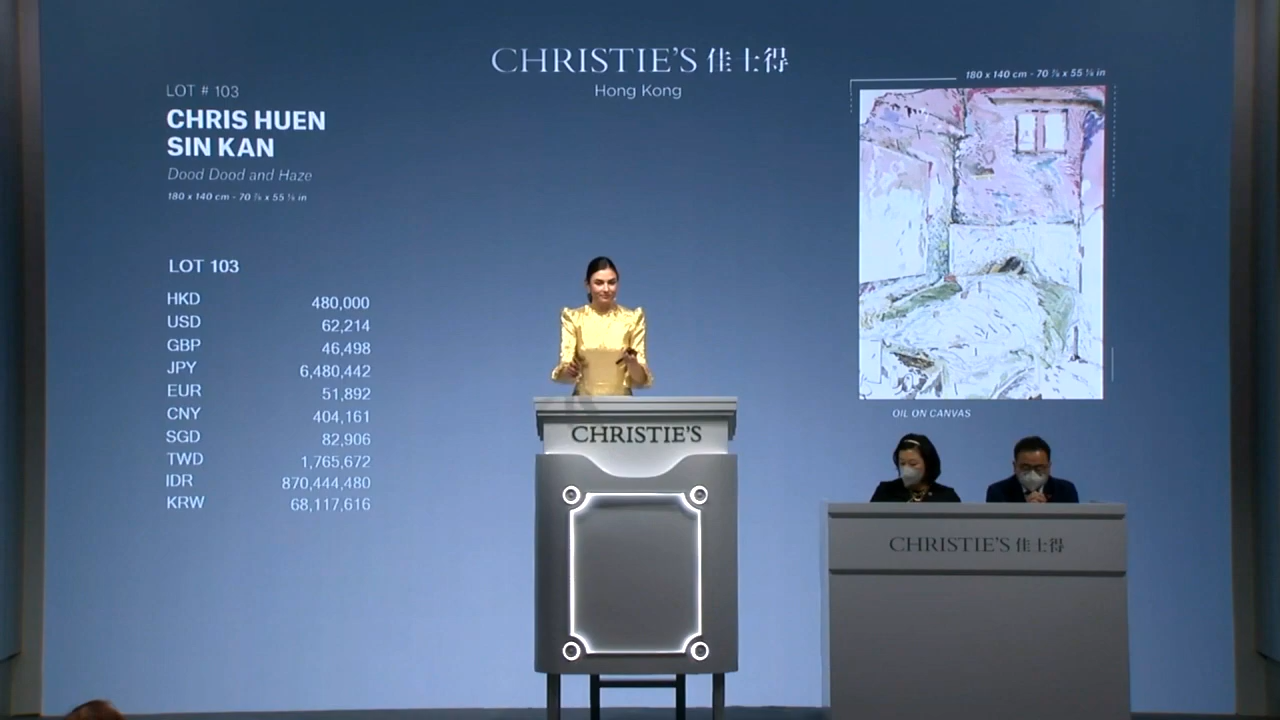 CHRISTIE'S 佳士得
Hong Kong
LOT # 103
CHRIS HUEN
SIN KAN
Dood Dood and Haze
180 x 140 cm - 70 ⅞ x 55 ⅛ in
LOT 103
HKD 480,000
USD 62,214
GBP 46,498
JPY 6,480,442
EUR 51,892
CNY 404,161
SGD 82,906
TWD 1,765,672
IDR 870,444,480
KRW 68,117,616
180 x 140 cm - 70 ⅞ x 55 ⅛ in
OIL ON CANVAS
CHRISTIE'S
CHRISTIE'S 佳士得